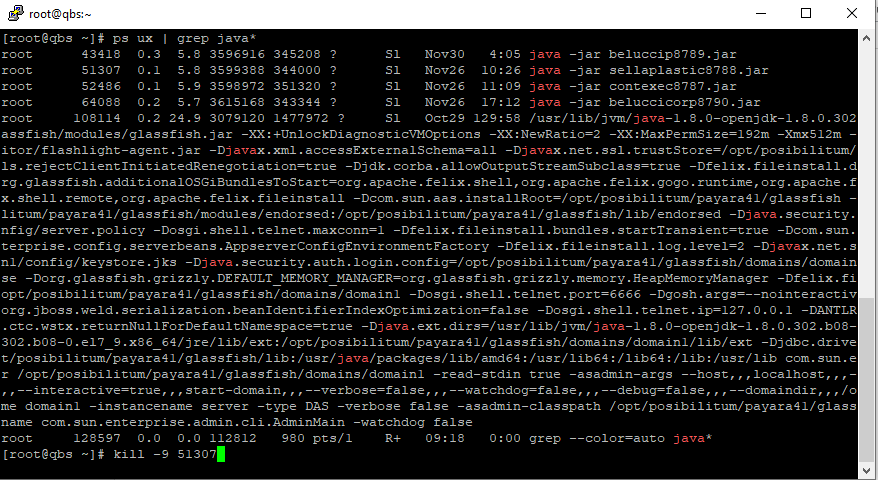 root@qbs:~
[root@qbs ~]# ps ux | grep java*
root 43418 0.3 5.8 3596916 345208 ? Sl Nov30 4:05 java -jar beluccip8789.jar
root 51307 0.1 5.8 3599388 344000 ? Sl Nov26 10:26 java -jar sellaplastic8788.jar
root 52486 0.1 5.9 3598972 351320 ? Sl Nov26 11:09 java -jar contexec8787.jar
root 64088 0.2 5.7 3615168 343344 ? Sl Nov26 17:12 java -jar beluccicorp8790.jar
root 108114 0.2 24.9 3079120 1477972 ? Sl Oct29 129:58 /usr/lib/jvm/java-1.8.0-openjdk-1.8.0.302
assfish/modules/glassfish.jar -XX:+UnlockDiagnosticVMOptions -XX:NewRatio=2 -XX:MaxPermSize=192m -Xmx512m -
itor/flashlight-agent.jar -Djavax.xml.accessExternalSchema=all -Djavax.net.ssl.trustStore=/opt/posibilitum/
ls.rejectClientInitiatedRenegotiation=true -Djdk.corba.allowOutputStreamSubclass=true -Dfelix.fileinstall.d
rg.glassfish.additionalOSGiBundlesToStart=org.apache.felix.shell,org.apache.felix.gogo.runtime,org.apache.f
x.shell.remote,org.apache.felix.fileinstall -Dcom.sun.aas.installRoot=/opt/posibilitum/payara41/glassfish -
litum/payara41/glassfish/modules/endorsed:/opt/posibilitum/payara41/glassfish/lib/endorsed -Djava.security.
nfig/server.policy -Dosgi.shell.telnet.maxconn=1 -Dfelix.fileinstall.bundles.startTransient=true -Dcom.sun.
terprise.config.serverbeans.AppserverConfigEnvironmentFactory -Dfelix.fileinstall.log.level=2 -Djavax.net.s
n1/config/keystore.jks -Djava.security.auth.login.config=/opt/posibilitum/payara41/glassfish/domains/domain
se -Dorg.glassfish.grizzly.DEFAULT_MEMORY_MANAGER=org.glassfish.grizzly.memory.HeapMemoryManager -Dfelix.fi
opt/posibilitum/payara41/glassfish/domains/domain1 -Dosgi.shell.telnet.port=6666 -Dgosh.args=--nointeractiv
org.jboss.weld.serialization.beanIdentifierIndexOptimization=false -Dosgi.shell.telnet.ip=127.0.0.1 -DANTLR
.ctc.wstx.returnNullForDefaultNamespace=true -Djava.ext.dirs=/usr/lib/jvm/java-1.8.0-openjdk-1.8.0.302.b08-
302.b08-0.el7_9.x86_64/jre/lib/ext:/opt/posibilitum/payara41/glassfish/domains/domain1/lib/ext -Djdbc.drive
t/posibilitum/payara41/glassfish/lib:/usr/java/packages/lib/amd64:/usr/lib64:/lib64:/lib:/usr/lib com.sun.e
r /opt/posibilitum/payara41/glassfish/domains/domain1 -read-stdin true -asadmin-args --host,,,localhost,,,-
,,--interactive=true,,,start-domain,,,--verbose=false,,,--watchdog=false,,,--debug=false,,,--domaindir,,,/o
me domain1 -instancename server -type DAS -verbose false -asadmin-classpath /opt/posibilitum/payara41/glass
name com.sun.enterprise.admin.cli.AdminMain -watchdog false
root 128597 0.0 0.0 112812 980 pts/1 R+ 09:18 0:00 grep --color=auto java*
[root@qbs ~]# kill -9 51307